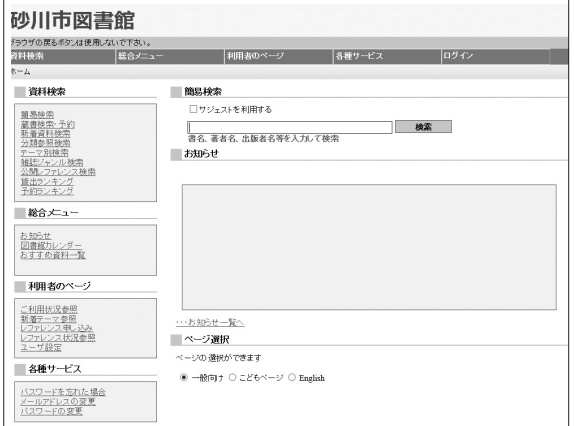 砂川市図書館
ブラウザの戻るボタンは使用しないで下さい。
資料検索 総合メニュー 利用者のページ 各種サービス ログイン
ホーム
資料検索
簡易検索
蔵書検索・予約
新着資料検索
分類参照検索
テーマ別検索
雑誌ジャンル検索
公開レファレンス検索
貸出ランキング
予約ランキング
総合メニュー
お知らせ
図書館カレンダー
おすすめ資料一覧
利用者のページ
ご利用状況参照
新着テーマ参照
レファレンス申し込み
レファレンス状況参照
ユーザ設定
各種サービス
パスワードを忘れた場合
メールアドレスの変更
パスワードの変更
簡易検索
サジェストを利用する
検索
書名、著者名、出版者名等を入力して検索
お知らせ
・・・お知らせ一覧へ
ページ選択
ページの選択ができます
一般向け こどもページ English